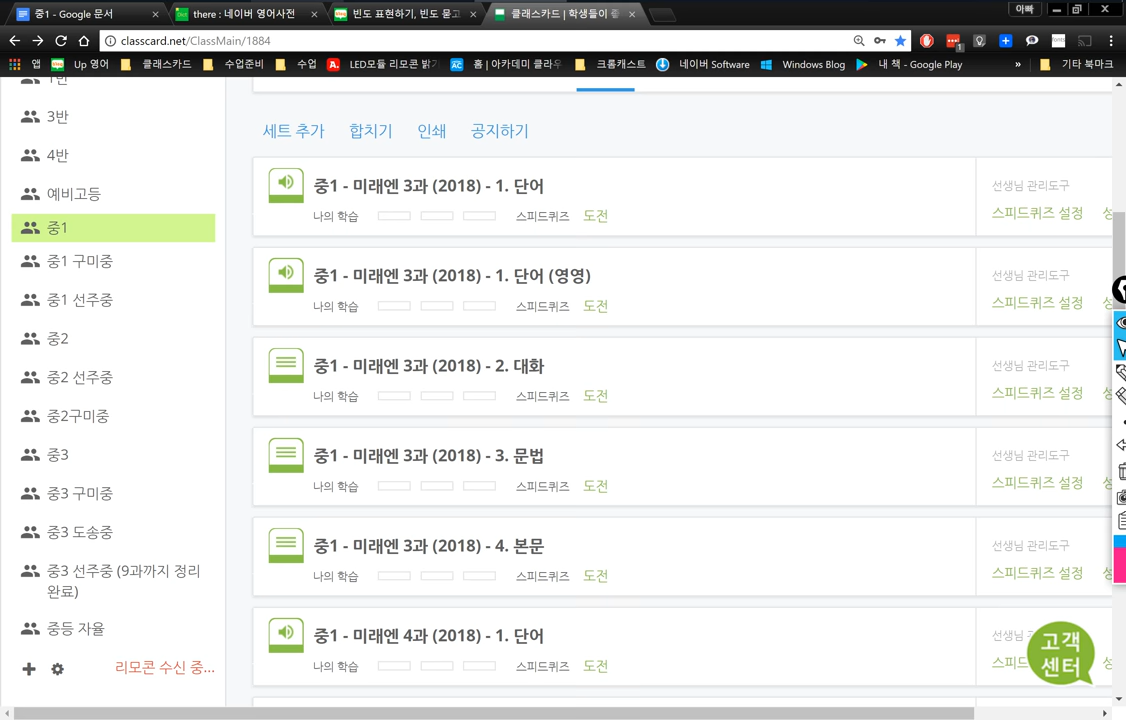 중1 - Google 문서
there : 네이버 영어사전
빈도 표현하기, 빈도 묻고
클래스카드 | 학생들이
아빠
classcard.net/ClassMain/1884
앱
Up 영어
클래스카드
수업준비
수업
LED모듈 리모콘 밝기
홈 | 아카데미 클라우
크롬캐스트
네이버 Software
Windows Blog
내 책 - Google Play
»
기타 북마크
1반
3반
4반
예비고등
중1
중1 구미중
중1 선주중
중2
중2 선주중
중2구미중
중3
중3 구미중
중3 도송중
중3 선주중 (9과까지 정리
완료)
중등 자율
리모콘 수신 중...
세트 추가 합치기 인쇄 공지하기
중1 - 미래엔 3과 (2018) - 1. 단어
나의 학습 스피드퀴즈 도전
선생님 관리도구
스피드퀴즈 설정
중1 - 미래엔 3과 (2018) - 1. 단어 (영영)
나의 학습 스피드퀴즈 도전
선생님 관리도구
스피드퀴즈 설정
중1 - 미래엔 3과 (2018) - 2. 대화
나의 학습 스피드퀴즈 도전
선생님 관리도구
스피드퀴즈 설정
중1 - 미래엔 3과 (2018) - 3. 문법
나의 학습 스피드퀴즈 도전
선생님 관리도구
스피드퀴즈 설정
중1 - 미래엔 3과 (2018) - 4. 본문
나의 학습 스피드퀴즈 도전
선생님 관리도구
스피드퀴즈 설정
중1 - 미래엔 4과 (2018) - 1. 단어
나의 학습 스피드퀴즈 도전
선생님
고객
센터